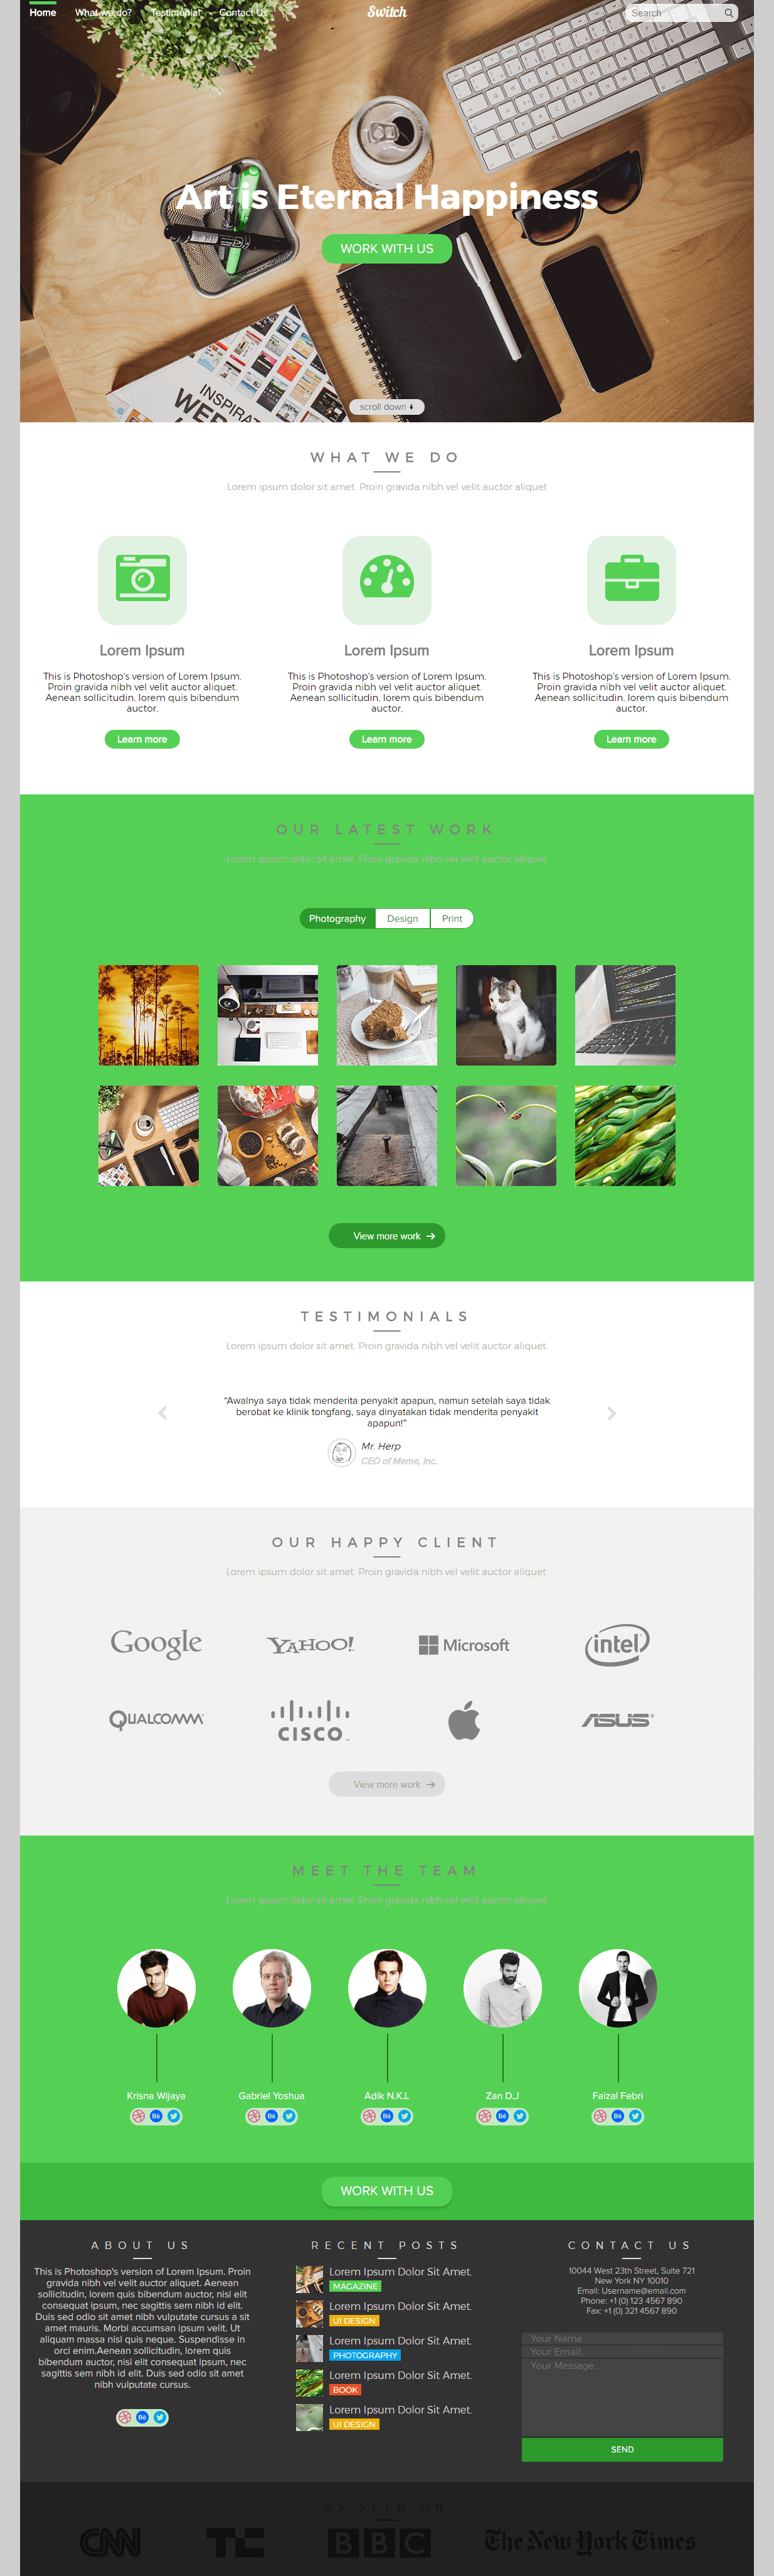 Home What we do? Testimonial Contact Us Switch Search
Art is Eternal Happiness
WORK WITH US
INSPIRAT
WE
scroll down
WHAT WE DO
Lorem ipsum dolor sit amet. Proin gravida nibh vel velit auctor aliquet
Lorem Ipsum
This is Photoshop's version of Lorem Ipsum.
Proin gravida nibh vel velit auctor aliquet.
Aenean sollicitudin, lorem quis bibendum
auctor.
Learn more
Lorem Ipsum
This is Photoshop's version of Lorem Ipsum.
Proin gravida nibh vel velit auctor aliquet.
Aenean sollicitudin, lorem quis bibendum
auctor.
Learn more
Lorem Ipsum
This is Photoshop's version of Lorem Ipsum.
Proin gravida nibh vel velit auctor aliquet.
Aenean sollicitudin, lorem quis bibendum
auctor.
Learn more
OUR LATEST WORK
Lorem ipsum dolor sit amet. Proin gravida nibh vel velit auctor aliquet.
Photography Design Print
View more work
TESTIMONIALS
Lorem ipsum dolor sit amet. Proin gravida nibh vel velit auctor aliquet.
"Awalnya saya tidak menderita penyakit apapun, namun setelah saya tidak
berobat ke klinik tongfang, saya dinyatakan tidak menderita penyakit
apapun!"
Mr. Herp
CEO of Meme, Inc.
OUR HAPPY CLIENT
Lorem ipsum dolor sit amet. Proin gravida nibh vel velit auctor aliquet.
Google YAHOO! Microsoft intel
QUALCOMM CISCO ASUS
View more work
MEET THE TEAM
Lorem ipsum dolor sit amet. Proin gravida nibh vel velit auctor aliquet.
Krisna Wijaya Gabriel Yoshua Adik N.K.L Zan D.J Faizal Febri
Bē Bē Bē Bē Bē
WORK WITH US
ABOUT US
This is Photoshop's version of Lorem Ipsum. Proin
gravida nibh vel velit auctor aliquet. Aenean
sollicitudin, lorem quis bibendum auctor, nisi elit
consequat ipsum, nec sagittis sem nibh id elit.
Duis sed odio sit amet nibh vulputate cursus a sit
amet mauris. Morbi accumsan ipsum velit. Ut
aliquam massa nisl quis neque. Suspendisse in
orci enim.Aenean sollicitudin, lorem quis
bibendum auctor, nisi elit consequat ipsum, nec
sagittis sem nibh id elit. Duis sed odio sit amet
nibh vulputate cursus.
Bē
RECENT POSTS
Lorem Ipsum Dolor Sit Amet.
MAGAZINE
Lorem Ipsum Dolor Sit Amet.
UI DESIGN
Lorem Ipsum Dolor Sit Amet.
PHOTOGRAPHY
Lorem Ipsum Dolor Sit Amet.
BOOK
Lorem Ipsum Dolor Sit Amet.
UI DESIGN
CONTACT US
10044 West 23th Street, Suite 721
New York NY 10010
Email: Username@email.com
Phone: +1 (0) 123 4567 890
Fax: +1 (0) 321 4567 890
Your Name..
Your Email..
Your Message..
SEND
AS SEEN ON
CNN TC BBC The New York Times